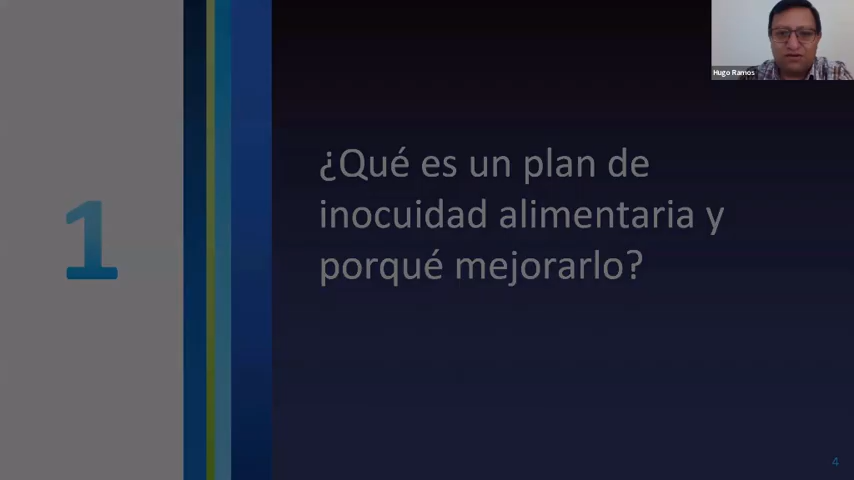 Hugo Ramos
1
¿Qué es un plan de
inocuidad alimentaria y
porqué mejorarlo?
4